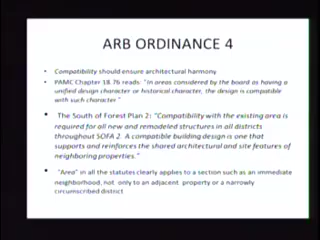 ARB ORDINANCE 4
• Compatibility should ensure architectural harmony
• PAMC Chapter 18.76 reads: "In areas considered by the board as having a
unified design character or historical character, the design is compatible
with such character"
• The South of Forest Plan 2: "Compatibility with the existing area is
required for all new and remodeled structures in all districts
throughout SOFA 2. A compatible building design is one that
supports and reinforces the shared architectural and site features of
neighboring properties."
• "Area" in all the statutes clearly applies to a section such as an immediate
neighborhood, not only to an adjacent property or a narrowly
circumscribed district